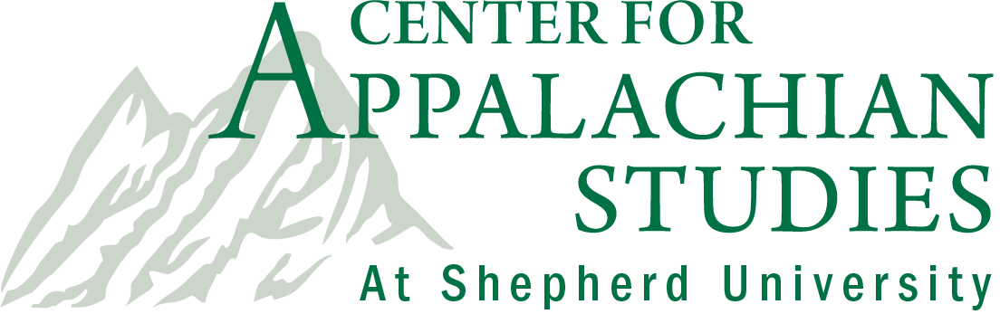 CENTER FOR
APPALACHIAN
STUDIES
At Shepherd University